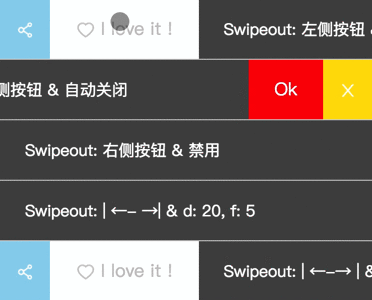 I love it ! Swipeout: 左侧按钮 &
侧按钮 & 自动关闭 Ok
Swipeout: 右侧按钮 & 禁用
Swipeout: | ←– →| & d: 20, f: 5
I love it ! Swipeout: | ←–→ | &